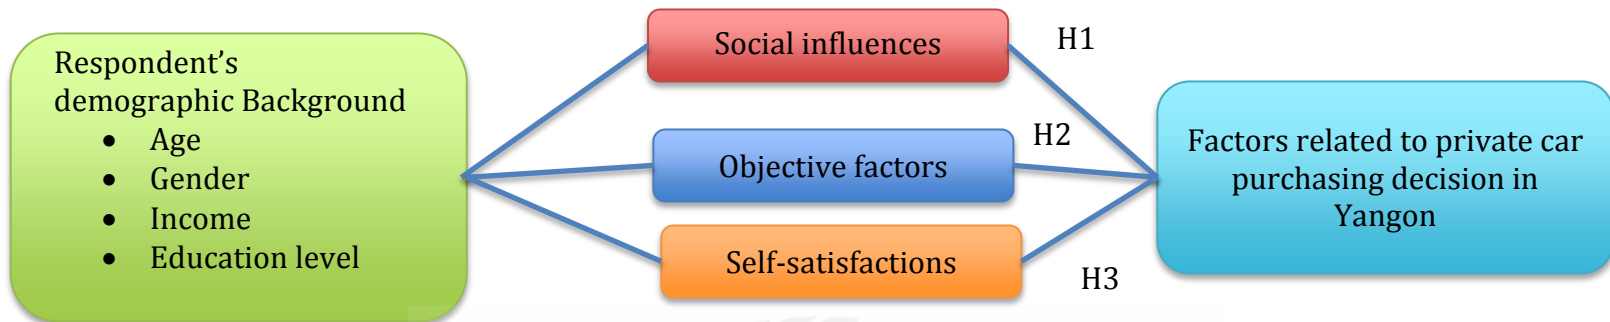 Respondent’s
demographic Background
• Age
• Gender
• Income
• Education level
Social influences
H1
Objective factors
H2
Self-satisfactions
H3
Factors related to private car
purchasing decision in
Yangon